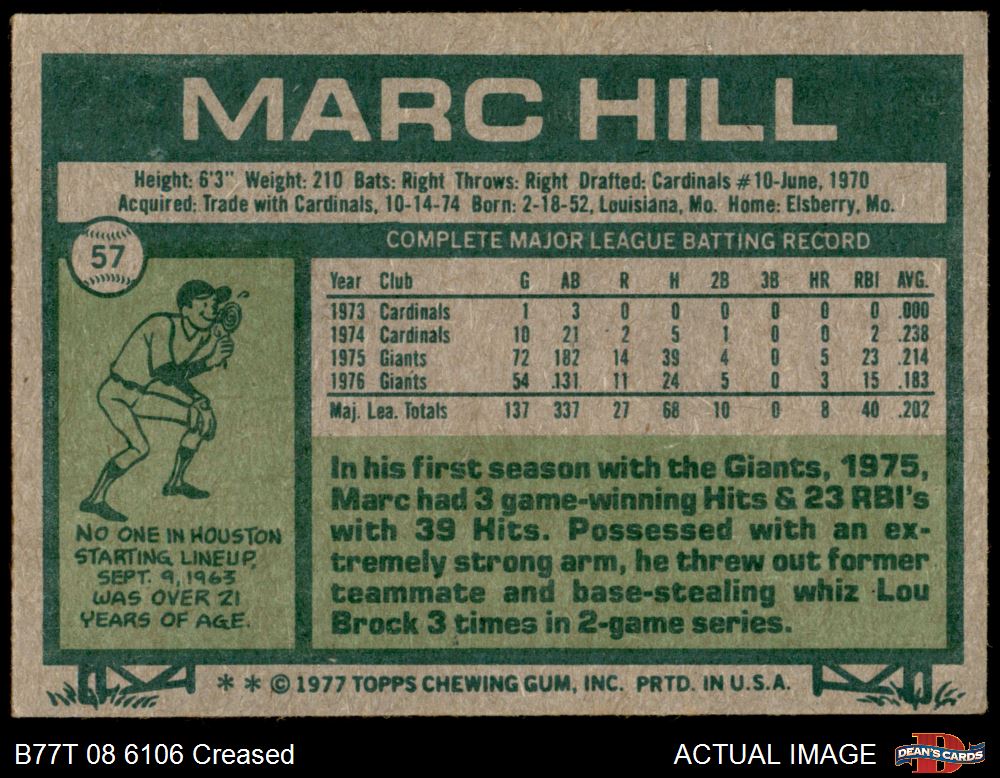 MARC HILL
Height: 6'3" Weight: 210 Bats: Right Throws: Right Drafted: Cardinals #10-June, 1970
Acquired: Trade with Cardinals, 10-14-74 Born: 2-18-52, Louisiana, Mo. Home: Elsberry, Mo.
57
COMPLETE MAJOR LEAGUE BATTING RECORD
Year Club G AB R H 2B 3B HR RBI AVG.
1973 Cardinals 1 3 0 0 0 0 0 0 .000
1974 Cardinals 10 21 2 5 1 0 0 2 .238
1975 Giants 72 182 14 39 4 0 5 23 .214
1976 Giants 54 131 11 24 5 0 3 15 .183
Maj. Lea. Totals 137 337 27 68 10 0 8 40 .202
NO ONE IN HOUSTON
STARTING LINEUP,
SEPT. 9, 1963
WAS OVER 21
YEARS OF AGE.
In his first season with the Giants, 1975,
Marc had 3 game-winning Hits & 23 RBI's
with 39 Hits. Possessed with an ex-
tremely strong arm, he threw out former
teammate and base-stealing whiz Lou
Brock 3 times in 2-game series.
* * © 1977 TOPPS CHEWING GUM, INC. PRTD. IN U.S.A.
B77T 08 6106 Creased
ACTUAL IMAGE
DEAN'S CARDS